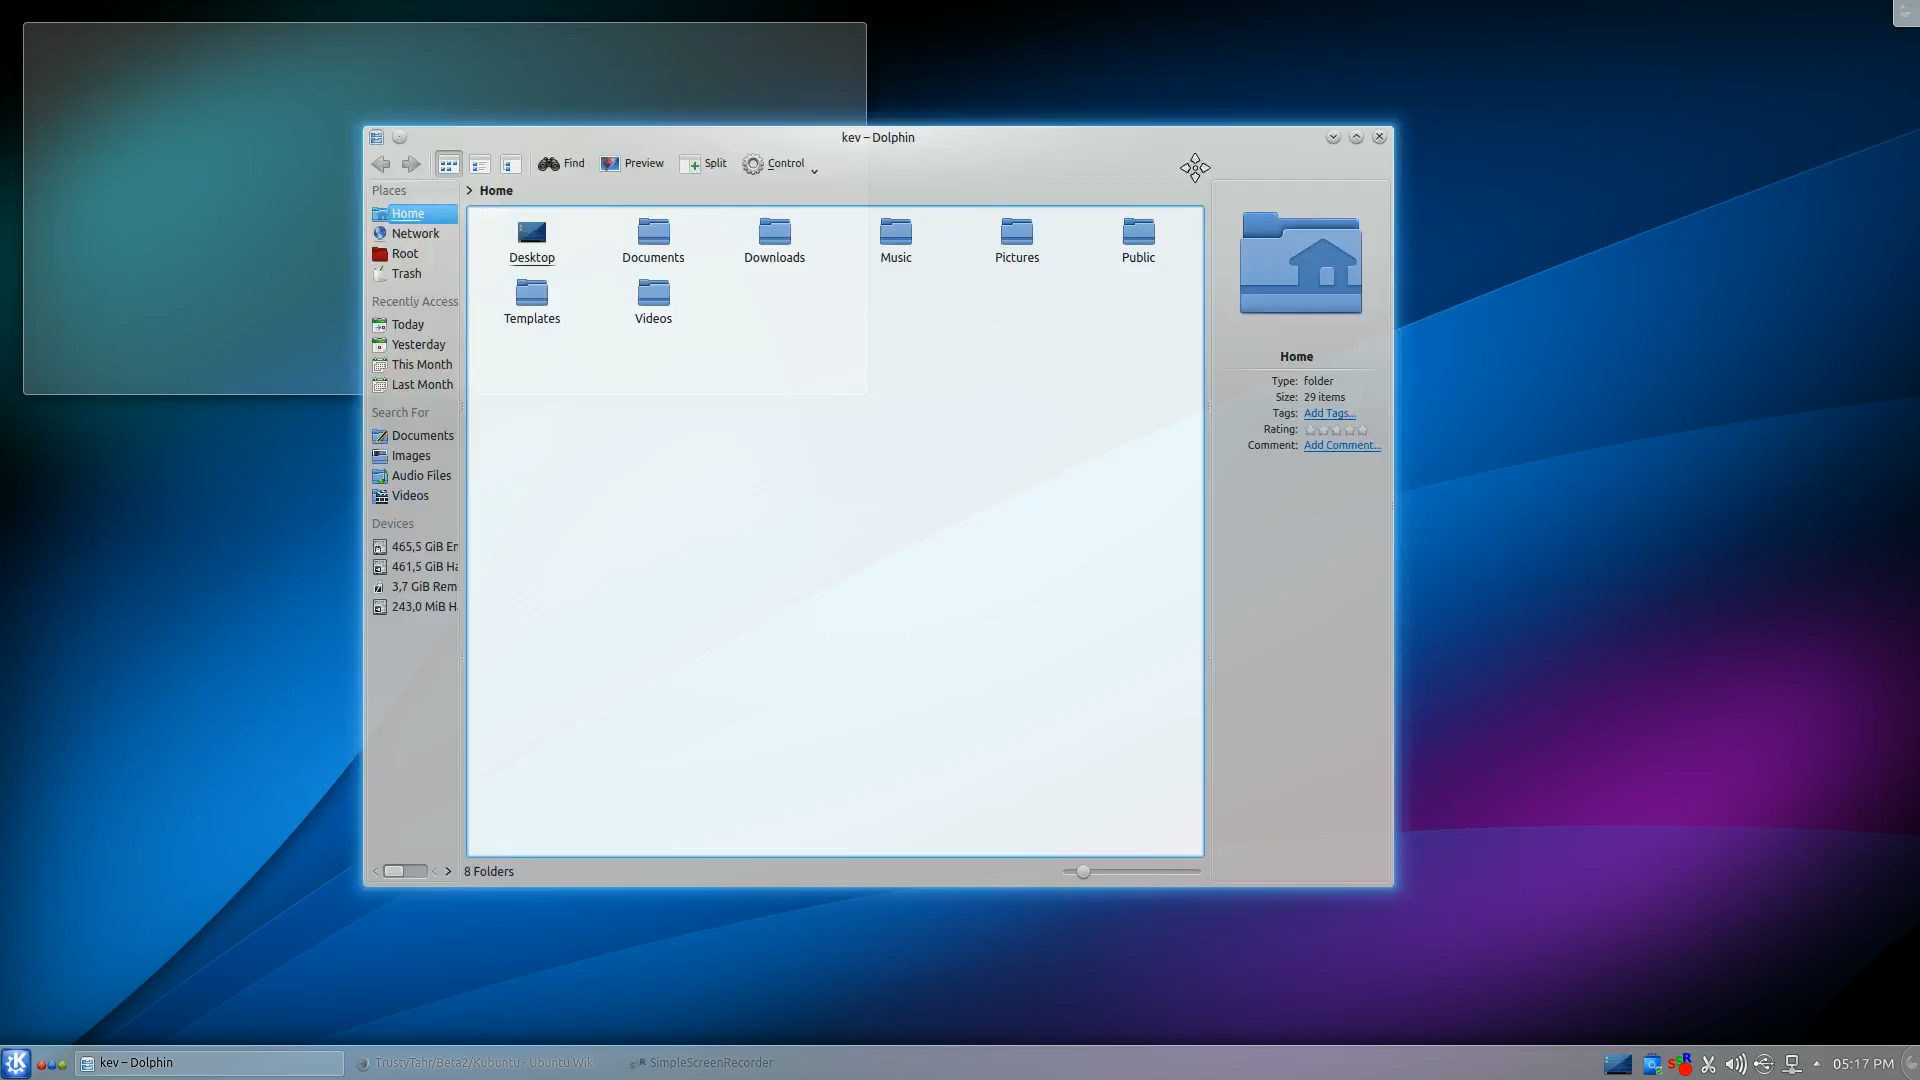 kev – Dolphin
Find Preview Split Control
Places
> Home
Home
Network
Root
Trash
Recently Access
Today
Yesterday
This Month
Last Month
Search For
Documents
Images
Audio Files
Videos
Devices
465,5 GiB En
461,5 GiB Ha
3,7 GiB Rem
243,0 MiB H
Desktop Documents Downloads Music Pictures Public
Templates Videos
Home
Type: folder
Size: 29 items
Tags: Add Tags...
Rating:
Comment: Add Comment...
8 Folders
kev – Dolphin TrustyTahr/Beta2/Kubuntu - Ubuntu Wiki SimpleScreenRecorder 05:17 PM